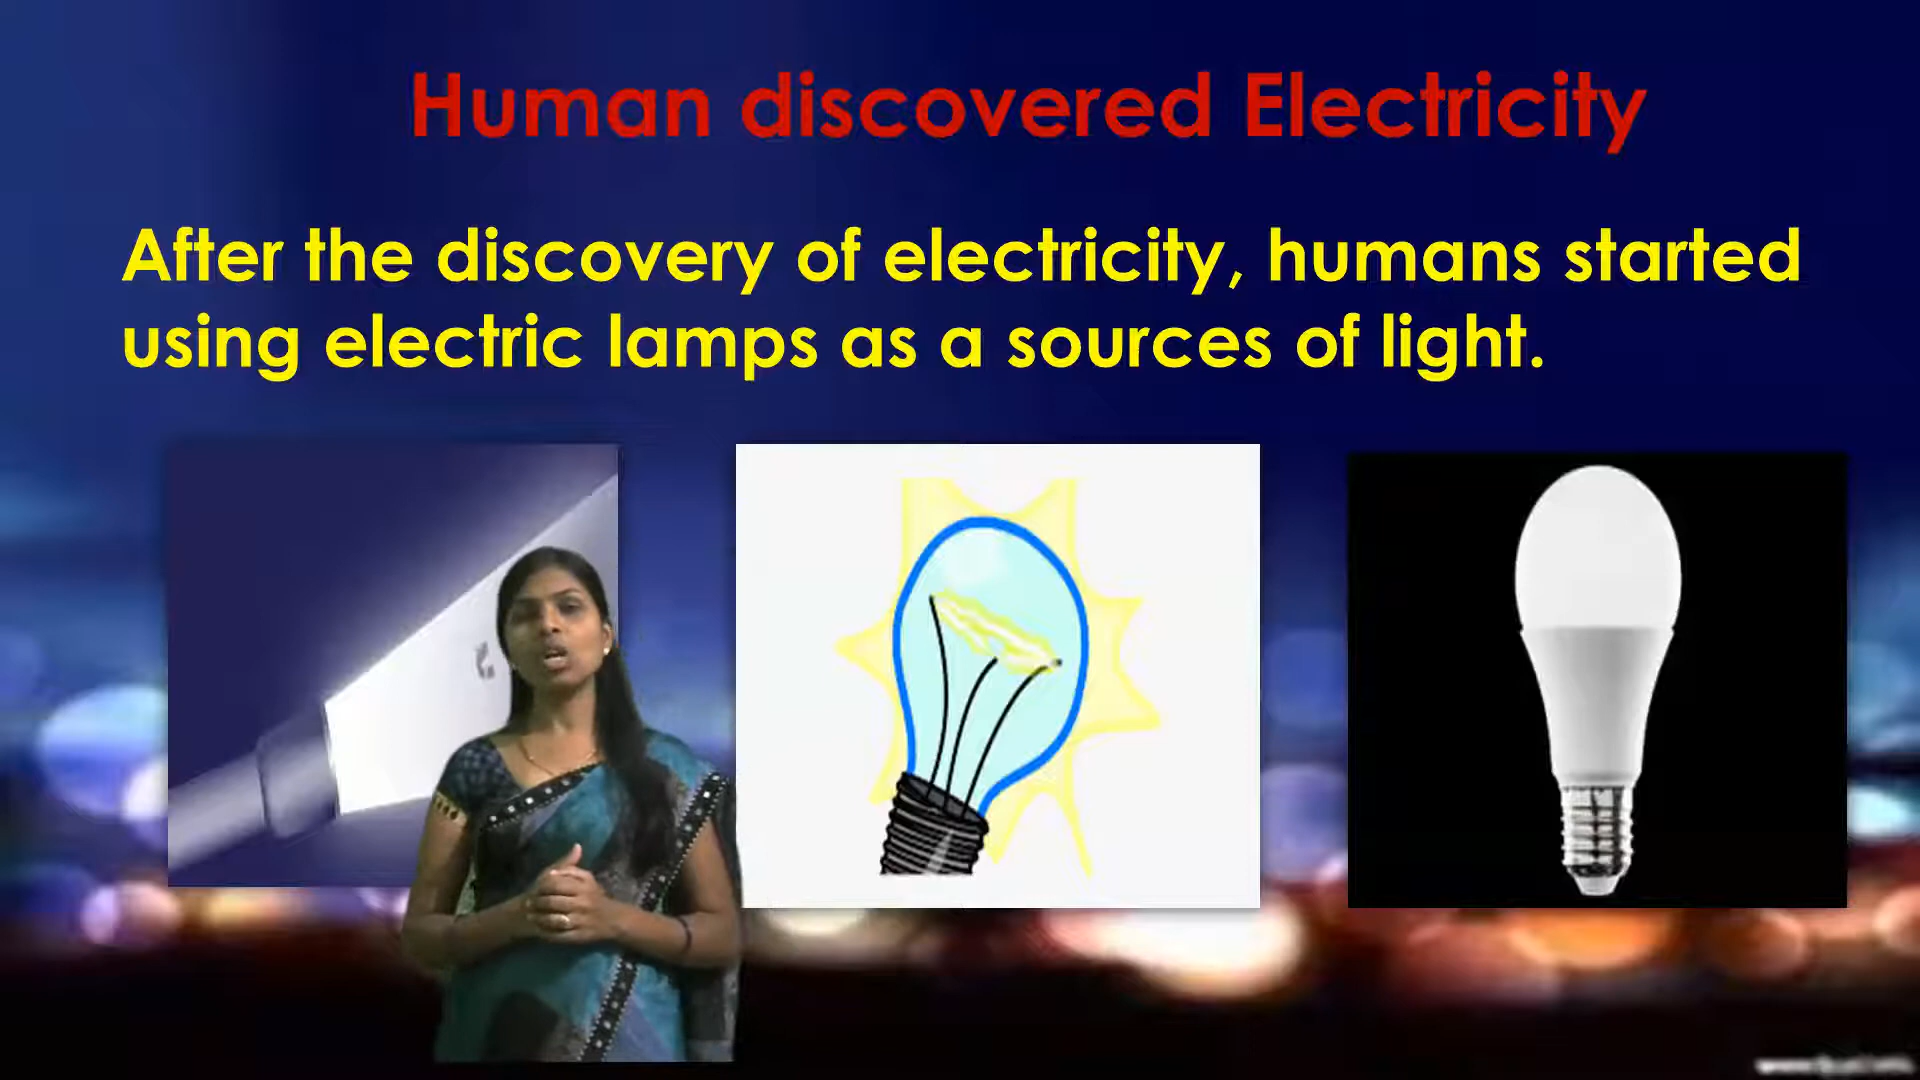 Human discovered Electricity
After the discovery of electricity, humans started
using electric lamps as a sources of light.